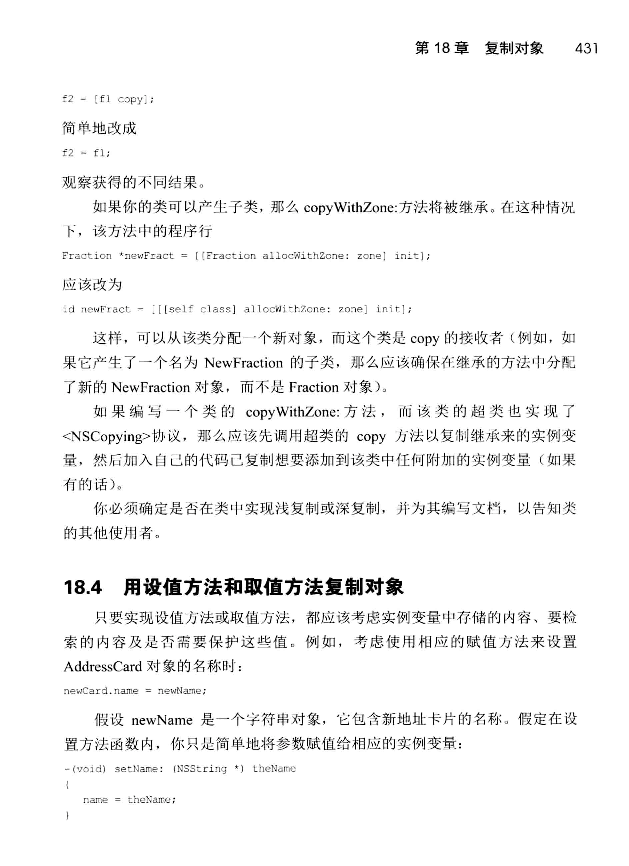 第 18 章 复制对象 431
f2 = [f1 copy];
简单地改成
f2 = f1;
观察获得的不同结果。
如果你的类可以产生子类，那么 copyWithZone:方法将被继承。在这种情况
下，该方法中的程序行
Fraction *newFract = [[Fraction allocWithZone: zone] init];
应该改为
id newFract = [[[self class] allocWithZone: zone] init];
这样，可以从该类分配一个新对象，而这个类是 copy 的接收者（例如，如
果它产生了一个名为 NewFraction 的子类，那么应该确保在继承的方法中分配
了新的 NewFraction 对象，而不是 Fraction 对象）。
如果编写一个类的 copyWithZone:方法，而该类的超类也实现了
<NSCopying>协议，那么应该先调用超类的 copy 方法以复制继承来的实例变
量，然后加入自己的代码已复制想要添加到该类中任何附加的实例变量（如果
有的话）。
你必须确定是否在类中实现浅复制或深复制，并为其编写文档，以告知类
的其他使用者。
18.4 用设值方法和取值方法复制对象
只要实现设值方法或取值方法，都应该考虑实例变量中存储的内容、要检
索的内容及是否需要保护这些值。例如，考虑使用相应的赋值方法来设置
AddressCard 对象的名称时：
newCard.name = newName;
假设 newName 是一个字符串对象，它包含新地址卡片的名称。假定在设
置方法函数内，你只是简单地将参数赋值给相应的实例变量：
-(void) setName: (NSString *) theName
{
name = theName;
}